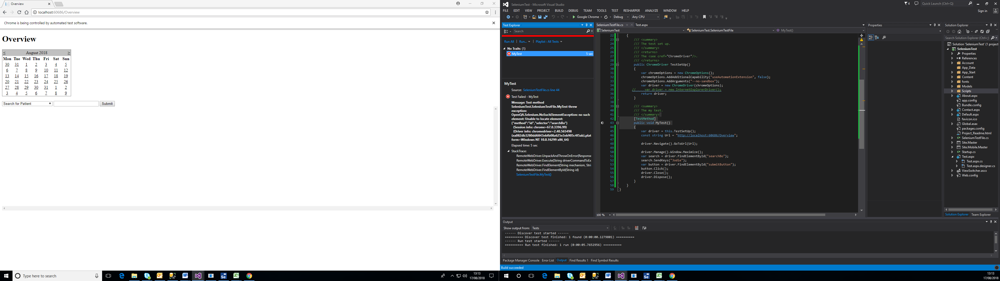 Overview
localhost:60686/Overview
Chrome is being controlled by automated test software.
Overview
< August 2018 >
Mon Tue Wed Thu Fri Sat Sun
30 31 1 2 3 4 5
6 7 8 9 10 11 12
13 14 15 16 17 18 19
20 21 22 23 24 25 26
27 28 29 30 31 1 2
3 4 5 6 7 8 9
Search for Patient Submit
Type here to search
13:13
17/08/2018
SeleniumTest - Microsoft Visual Studio
4
Quick Launch (Ctrl+Q)
FILE EDIT VIEW PROJECT BUILD DEBUG TEAM TOOLS TEST RESHARPER ANALYZE WINDOW HELP
Sign in
Google Chrome Debug Any CPU
Test Explorer
Search
Run All Run... Playlist : All Tests
No Traits (1)
MyTest 5 sec
MyTest
Source: SeleniumTestFile.cs line 44
Test Failed - MyTest
Message: Test method
SeleniumTest.SeleniumTestFile.MyTest threw
exception:
OpenQA.Selenium.NoSuchElementException: no such
element: Unable to locate element:
{"method":"id","selector":"searchBo"}
(Session info: chrome=67.0.3396.99)
(Driver info: chromedriver=2.40.565498
(ea082db3280dd6843ebfb08a625e3eb905c4f5ab),plat
form=Windows NT 10.0.16299 x86_64)
Elapsed time: 5 sec
StackTrace:
RemoteWebDriver.UnpackAndThrowOnError(Response
RemoteWebDriver.Execute(String driverCommandToEx
RemoteWebDriver.FindElement(String mechanism, Stri
RemoteWebDriver.FindElementById(String id)
SeleniumTestFile.MyTest()
SeleniumTestFile.cs Test.aspx
SeleniumTest SeleniumTest.SeleniumTestFile MyTest()
22 {
23 /// <summary>
24 /// The test set up.
25 /// </summary>
26 /// <returns>
27 /// The <see cref="ChromeDriver"/>.
28 /// </returns>
29 public ChromeDriver TestSetUp()
30 {
31 var chromeOptions = new ChromeOptions();
32 chromeOptions.AddAdditionalCapability("useAutomationExtension", false);
33 chromeOptions.AddArguments("--no-sandbox");
34 var driver = new ChromeDriver(chromeOptions);
35 // var driver = new InternetExplorerDriver();
36 return driver;
37 }
38
39 /// <summary>
40 /// The my test.
41 /// </summary>
42 [TestMethod]
43 public void MyTest()
44 {
45 var driver = this.TestSetUp();
46 const string Url = "http://localhost:60686/Overview";
47
48 driver.Navigate().GoToUrl(Url);
49
50 driver.Manage().Window.Maximize();
51 var search = driver.FindElementById("searchBo");
52 search.SendKeys("Jodie");
53 var button = driver.FindElementById("submitButton");
54 button.Click();
55 driver.Close();
56 driver.Dispose();
57 }
58 }
59 }
100 %
Properties
Solution Explorer
Search Solution Explorer (Ctrl+;)
Solution 'SeleniumTest' (1 project
SeleniumTest
Properties
References
Account
App_Data
App_Start
Content
fonts
Models
Scripts
About.aspx
app.config
Bundle.config
Contact.aspx
Default.aspx
favicon.ico
Global.asax
packages.config
Project_Readme.html
SeleniumTestFile.cs
Site.Master
Site.Mobile.Master
Startup.cs
Test.aspx
Test.aspx.cs
Test.aspx.designer.cs
ViewSwitcher.ascx
Web.config
Solution Explorer Team Explorer
Output
Show output from: Tests
------ Discover test started ------
========== Discover test finished: 1 found (0:00:00.1279801) ==========
------ Run test started ------
========== Run test finished: 1 run (0:00:05.7652956) ==========
Package Manager Console Error List Output Find Results 1 Find Symbol Results
Build succeeded
13:13
17/08/2018